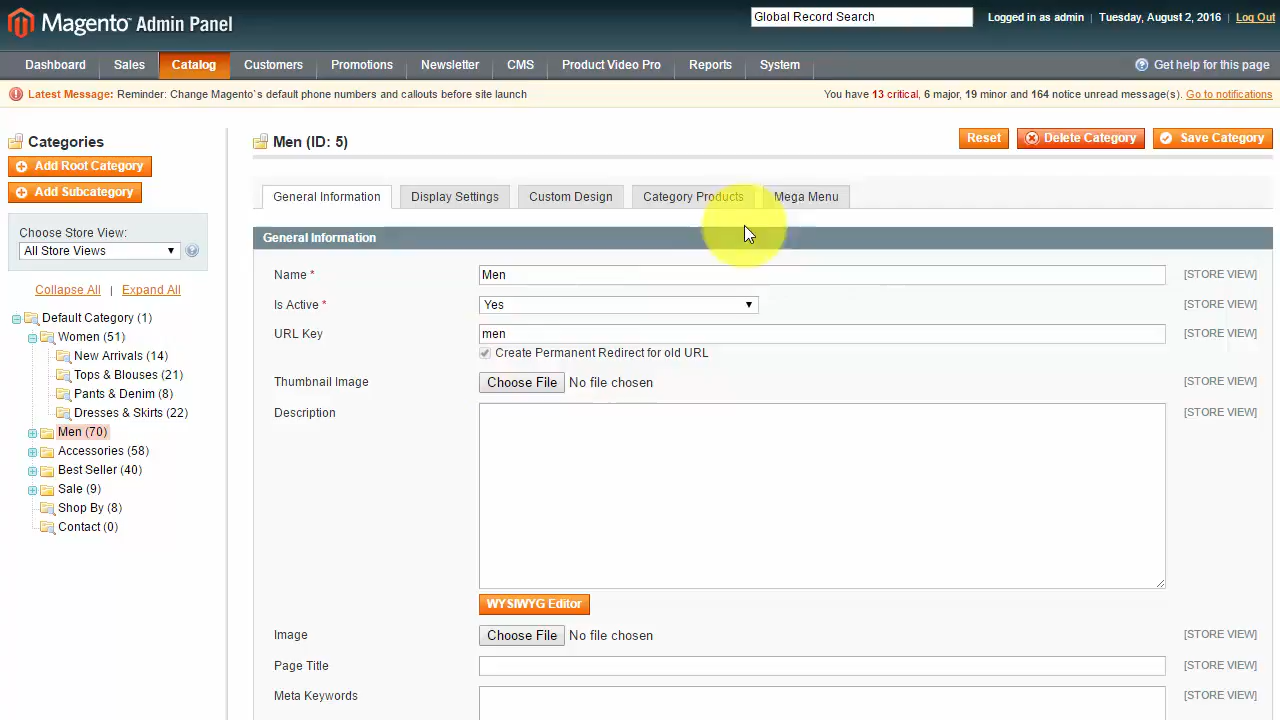 Magento Admin Panel
Global Record Search
Logged in as admin | Tuesday, August 2, 2016 | Log Out
Dashboard Sales Catalog Customers Promotions Newsletter CMS Product Video Pro Reports System
Get help for this page
Latest Message: Reminder: Change Magento`s default phone numbers and callouts before site launch
You have 13 critical, 6 major, 19 minor and 164 notice unread message(s). Go to notifications
Categories
Add Root Category
Add Subcategory
Choose Store View:
All Store Views
Collapse All | Expand All
Default Category (1)
Women (51)
New Arrivals (14)
Tops & Blouses (21)
Pants & Denim (8)
Dresses & Skirts (22)
Men (70)
Accessories (58)
Best Seller (40)
Sale (9)
Shop By (8)
Contact (0)
Men (ID: 5)
Reset Delete Category Save Category
General Information Display Settings Custom Design Category Products Mega Menu
General Information
Name * Men [STORE VIEW]
Is Active * Yes [STORE VIEW]
URL Key men [STORE VIEW]
Create Permanent Redirect for old URL
Thumbnail Image Choose File No file chosen [STORE VIEW]
Description [STORE VIEW]
WYSIWYG Editor
Image Choose File No file chosen [STORE VIEW]
Page Title [STORE VIEW]
Meta Keywords [STORE VIEW]